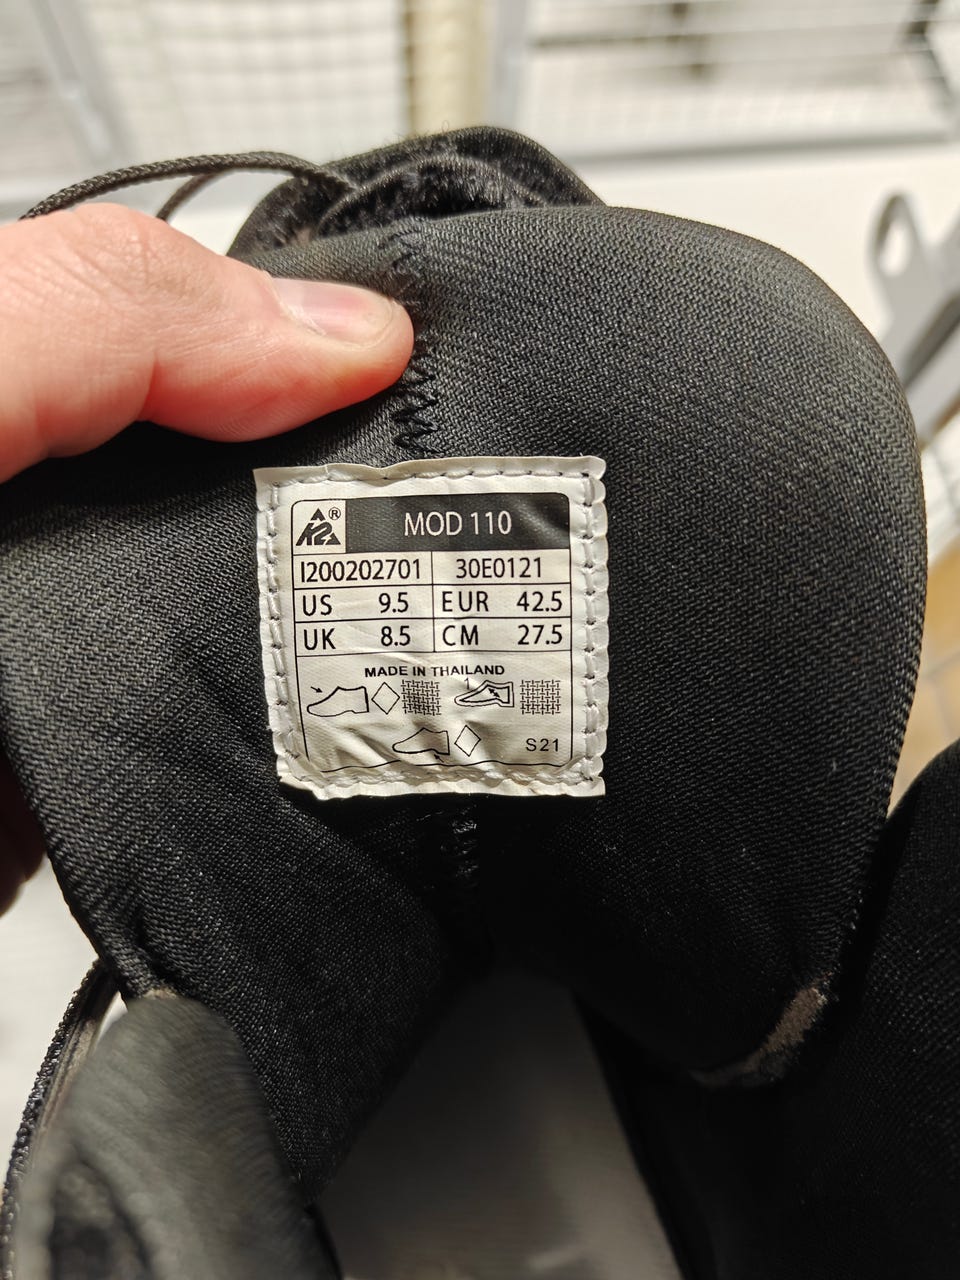 K2® MOD 110
I200202701 30E0121
US 9.5 EUR 42.5
UK 8.5 CM 27.5
MADE IN THAILAND
1
S21